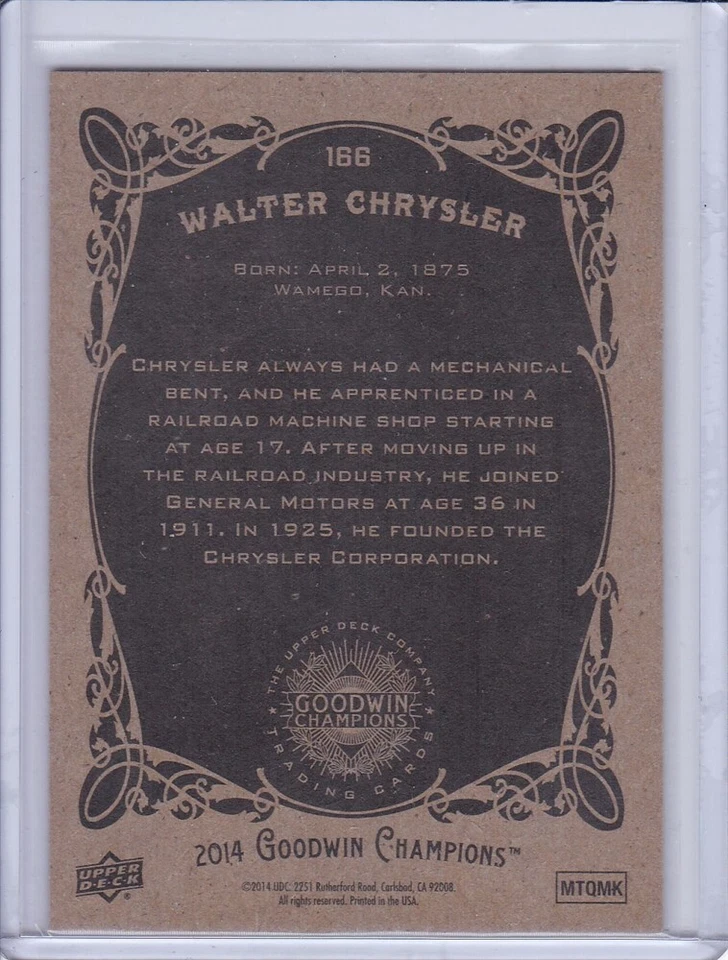 166
WALTER CHRYSLER
BORN: APRIL 2, 1875
WAMEGO, KAN.
CHRYSLER ALWAYS HAD A MECHANICAL
BENT, AND HE APPRENTICED IN A
RAILROAD MACHINE SHOP STARTING
AT AGE 17. AFTER MOVING UP IN
THE RAILROAD INDUSTRY, HE JOINED
GENERAL MOTORS AT AGE 36 IN
1911. IN 1925, HE FOUNDED THE
CHRYSLER CORPORATION.
THE UPPER DECK COMPANY
GOODWIN
CHAMPIONS
TRADING CARDS
2014 GOODWIN CHAMPIONS™
UPPER
D·E·C·K®
©2014 UDC. 2251 Rutherford Road, Carlsbad, CA 92008.
All rights reserved. Printed in the USA.
MTQMK